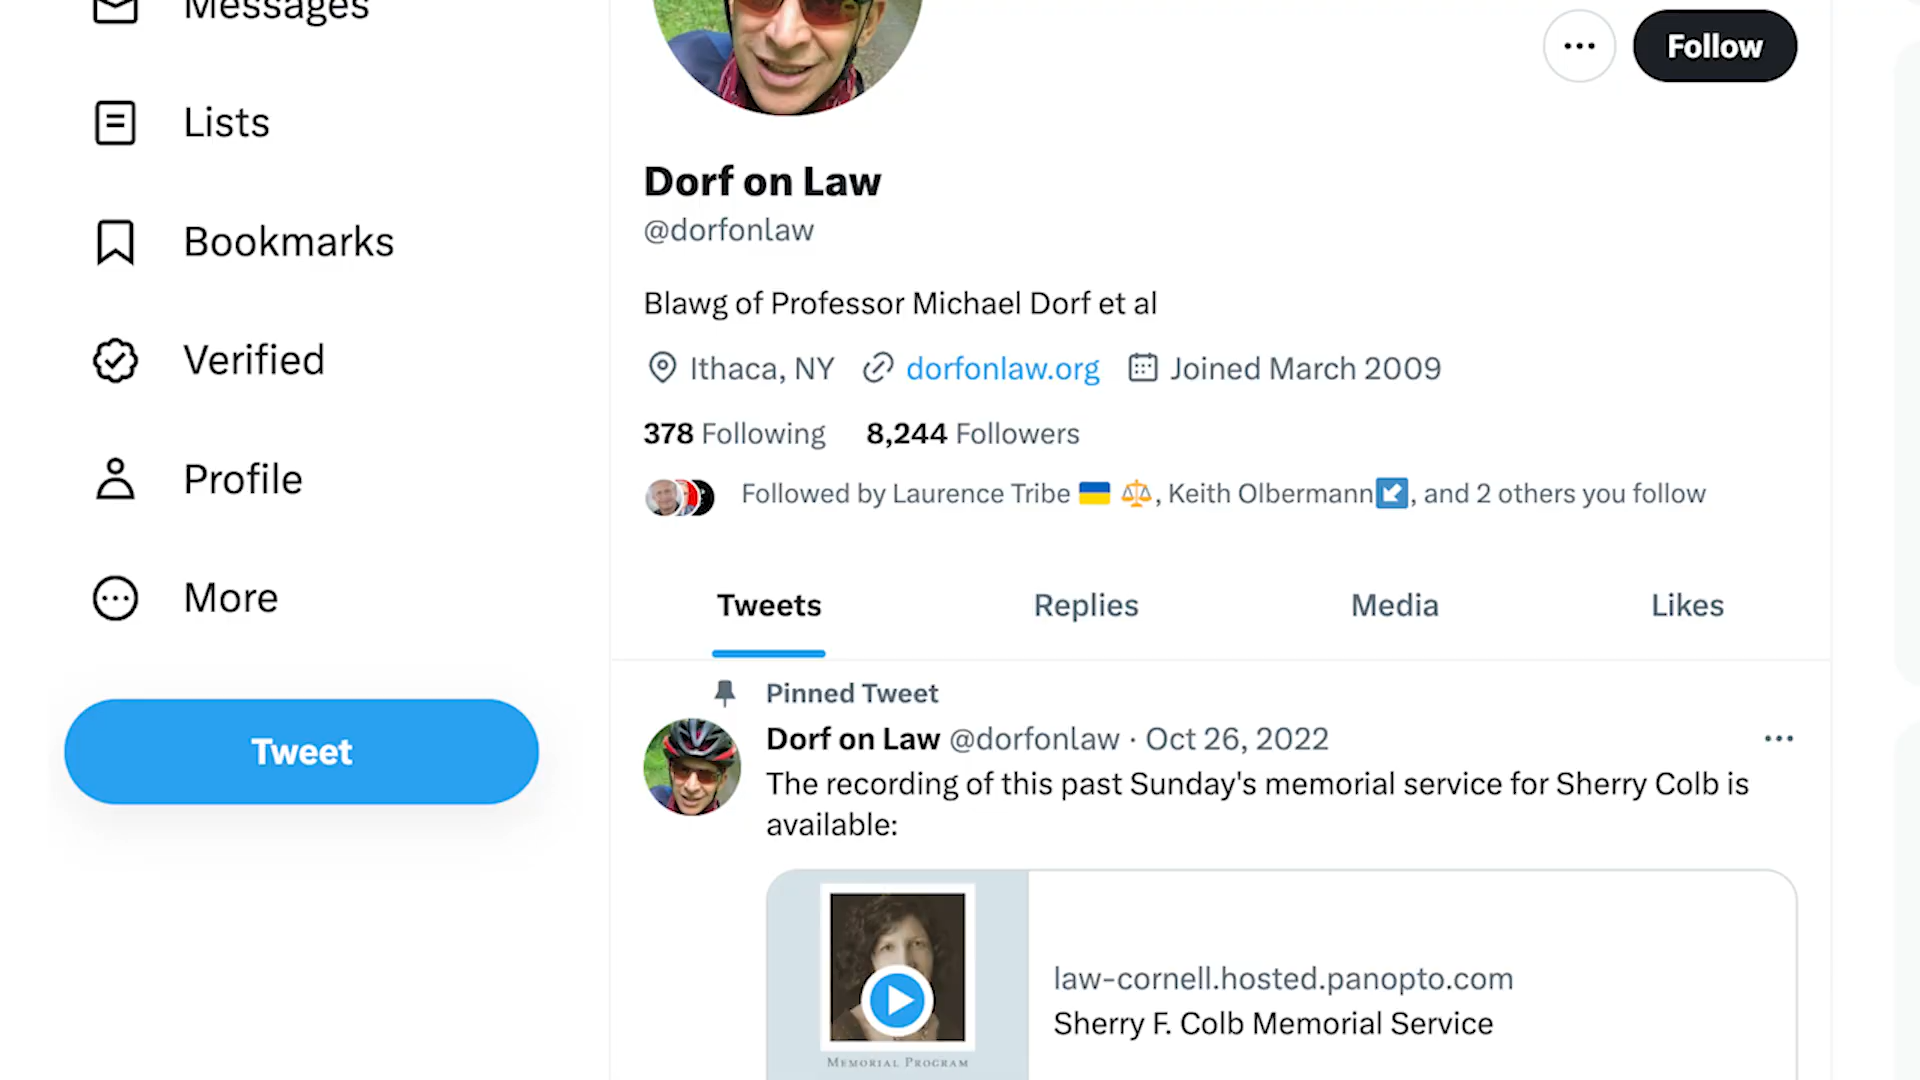 Messages
Lists
Bookmarks
Verified
Profile
More
Tweet
Follow
Dorf on Law
@dorfonlaw
Blawg of Professor Michael Dorf et al
Ithaca, NY dorfonlaw.org Joined March 2009
378 Following 8,244 Followers
Followed by Laurence Tribe 🇺🇦 ⚖️, Keith Olbermann↙️, and 2 others you follow
Tweets Replies Media Likes
Pinned Tweet
Dorf on Law @dorfonlaw · Oct 26, 2022
The recording of this past Sunday's memorial service for Sherry Colb is
available:
MEMORIAL PROGRAM
law-cornell.hosted.panopto.com
Sherry F. Colb Memorial Service